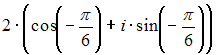 2 · ( cos( − π/6 ) + i · sin( − π/6 ) )